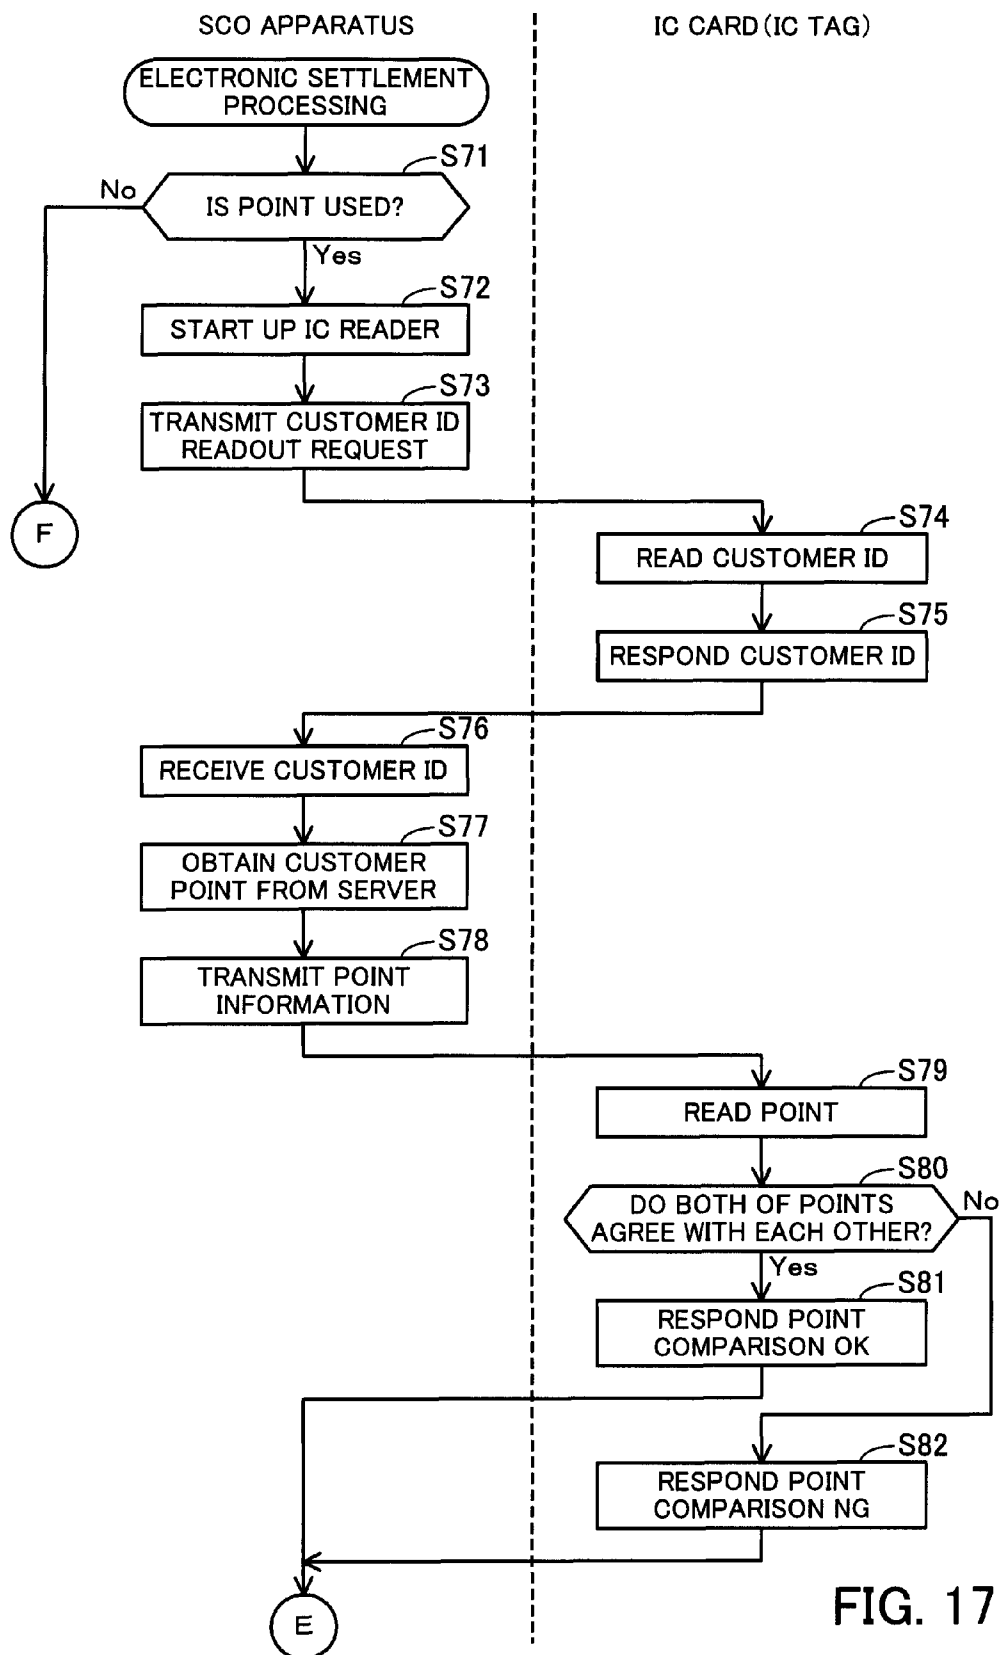 SCO APPARATUS
IC CARD (IC TAG)
ELECTRONIC SETTLEMENT
PROCESSING
S71
No
IS POINT USED?
Yes
S72
START UP IC READER
S73
TRANSMIT CUSTOMER ID
READOUT REQUEST
F
S74
READ CUSTOMER ID
S75
RESPOND CUSTOMER ID
S76
RECEIVE CUSTOMER ID
S77
OBTAIN CUSTOMER
POINT FROM SERVER
S78
TRANSMIT POINT
INFORMATION
S79
READ POINT
S80
DO BOTH OF POINTS
AGREE WITH EACH OTHER?
No
Yes
S81
RESPOND POINT
COMPARISON OK
S82
RESPOND POINT
COMPARISON NG
E
FIG. 17